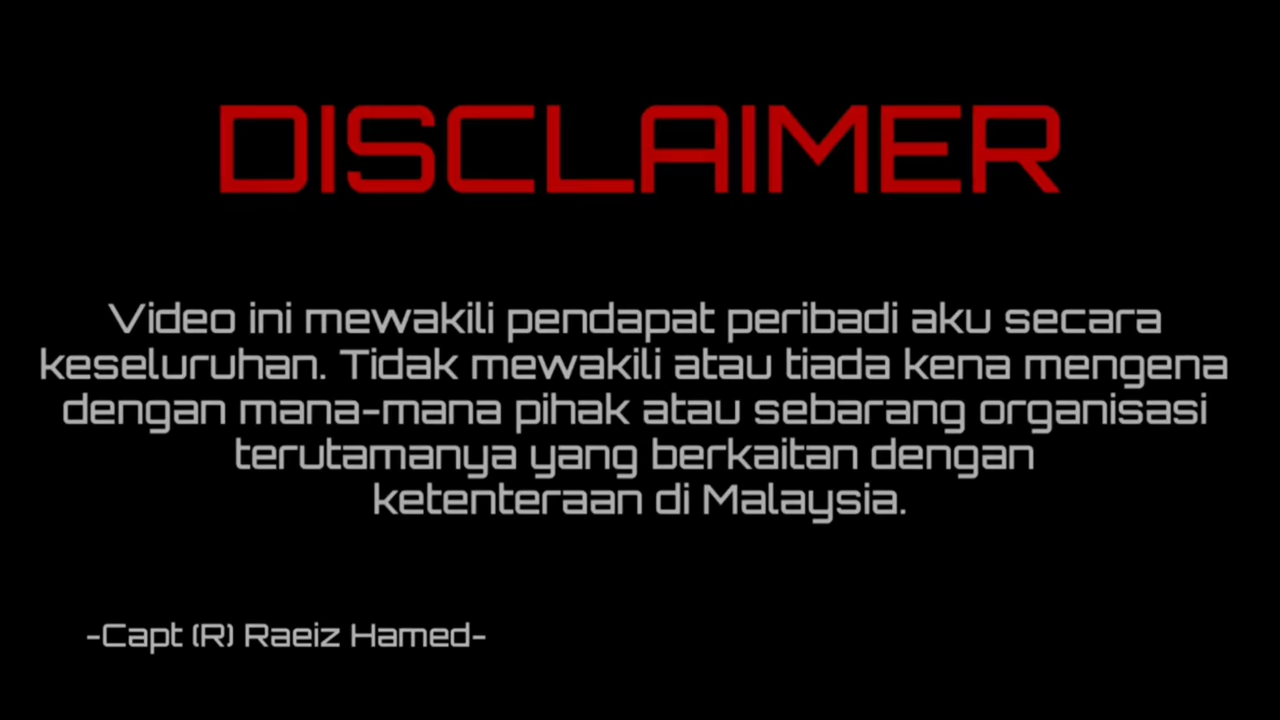 DISCLAIMER
Video ini mewakili pendapat peribadi aku secara
keseluruhan. Tidak mewakili atau tiada kena mengena
dengan mana-mana pihak atau sebarang organisasi
terutamanya yang berkaitan dengan
ketenteraan di Malaysia.
-Capt (R) Raeiz Hamed-